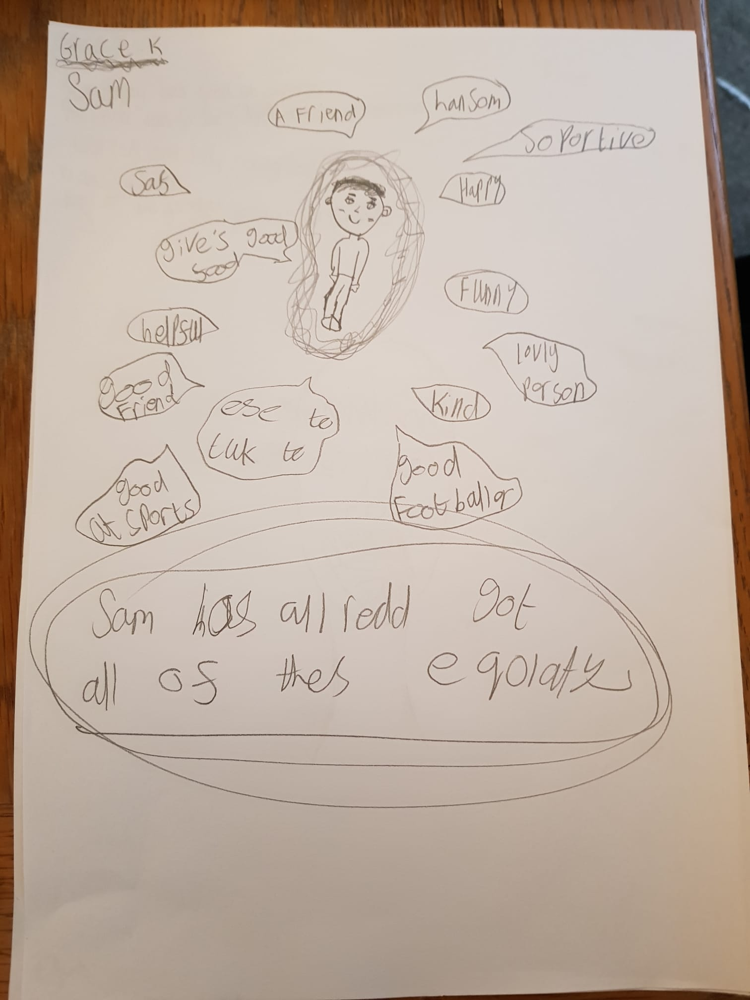 Grace K
Sam
A Friend
hansom
soportive
Saf
Happy
give's good
food
Funny
helpful
lovly
person
good
Friend
ese to
tuk to
Kind
good
at sports
good
Footballer
Sam has all redd got
all of thes eqolaty